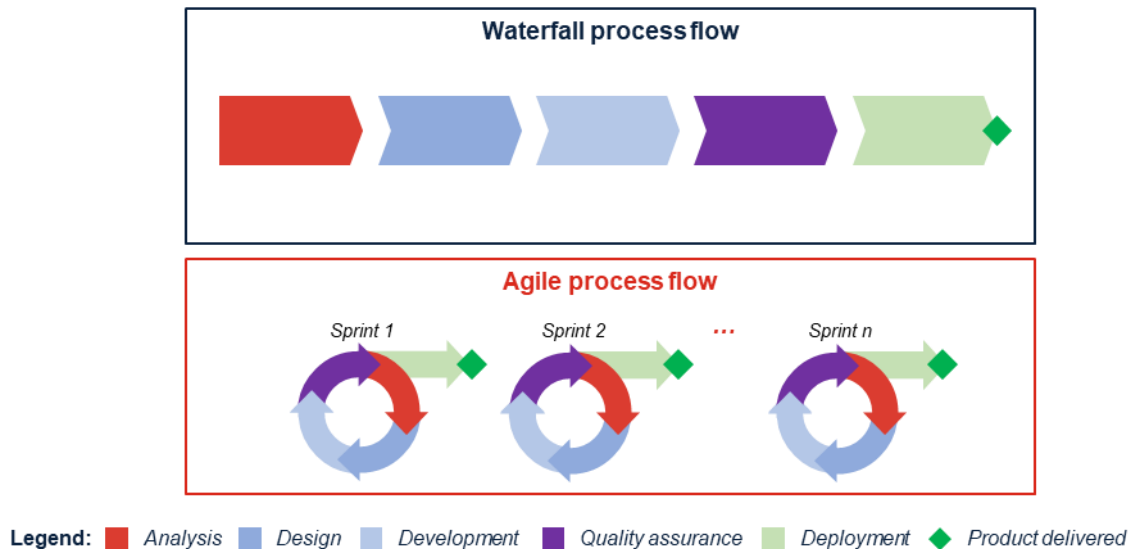 Waterfall process flow
Agile process flow
Sprint 1 Sprint 2 ... Sprint n
Legend: Analysis Design Development Quality assurance Deployment Product delivered